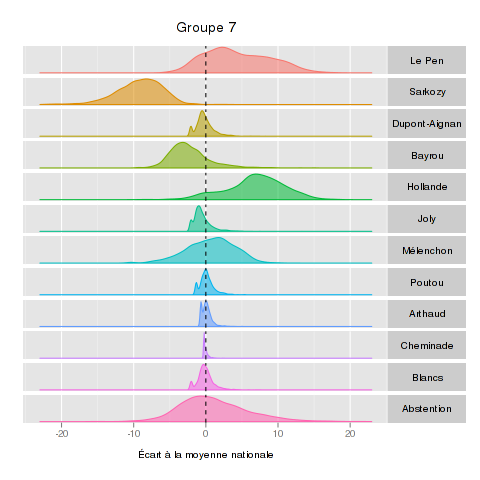 Groupe 7
Le Pen
Sarkozy
Dupont-Aignan
Bayrou
Hollande
Joly
Mélenchon
Poutou
Arthaud
Cheminade
Blancs
Abstention
-20 -10 0 10 20
Écart à la moyenne nationale